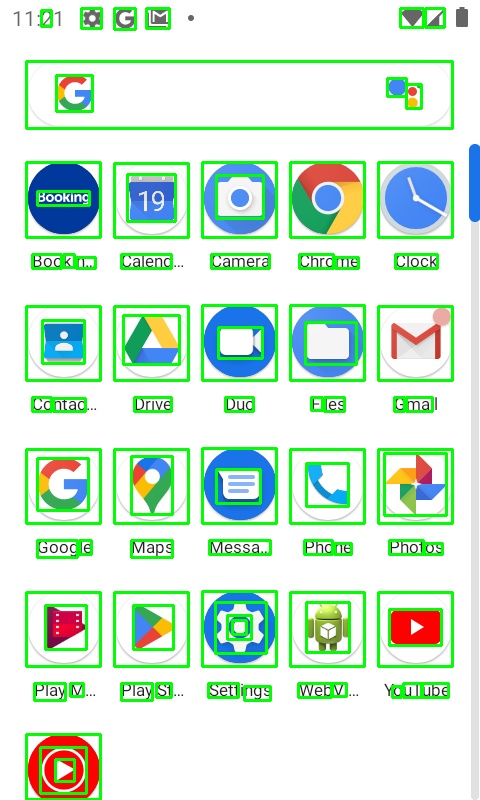 11:21
Booking
19
Bookin… Calend… Camera Chrome Clock
Contac… Drive Duo Files Gmail
Google Maps Messa… Phone Photos
Play M… Play St… Settings WebV… YouTube